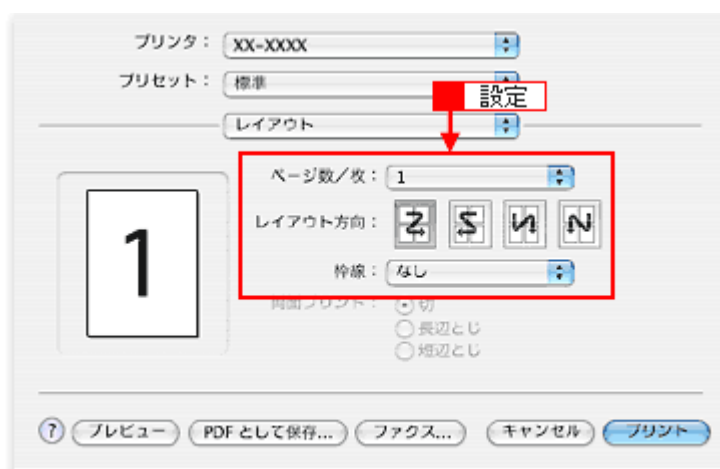 プリンタ： XX-XXXX
プリセット： 標準
設定
レイアウト
ページ数／枚： 1
レイアウト方向：
1
枠線： なし
両面プリント： 切
長辺とじ
短辺とじ
? プレビュー PDF として保存... ファクス... キャンセル プリント